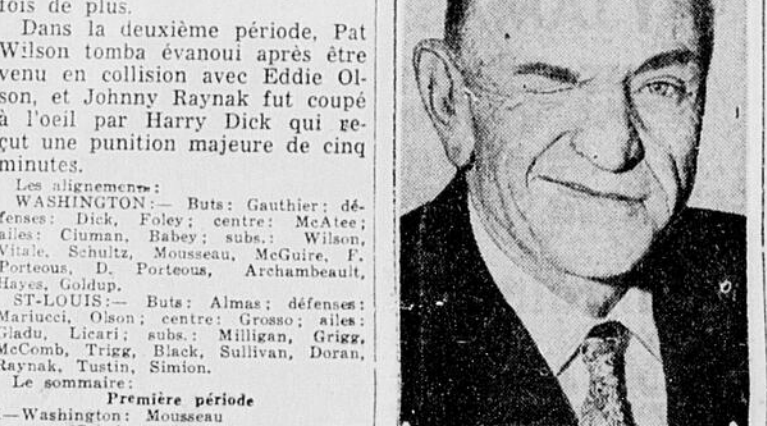 fois de plus.
Dans la deuxième période, Pat
Wilson tomba évanoui après être
venu en collision avec Eddie Ol-
son, et Johnny Raynak fut coupé
à l'oeil par Harry Dick qui re-
çut une punition majeure de cinq
minutes.
Les alignements:
WASHINGTON:— Buts: Gauthier; dé-
fenses: Dick, Foley; centre: McAtee;
ailes: Ciuman, Babey; subs.: Wilson,
Vitale, Schultz, Mousseau, McGuire, F.
Porteous, D. Porteous, Archambeault,
Hayes, Goldup.
ST-LOUIS:— Buts: Almas; défenses:
Mariucci, Olson; centre: Grosso; ailes:
Gladu, Licari; subs.: Milligan, Grigg,
McComb, Trigg, Black, Sullivan, Doran,
Raynak, Tustin, Simion.
Le sommaire:
Première période
—Washington: Mousseau